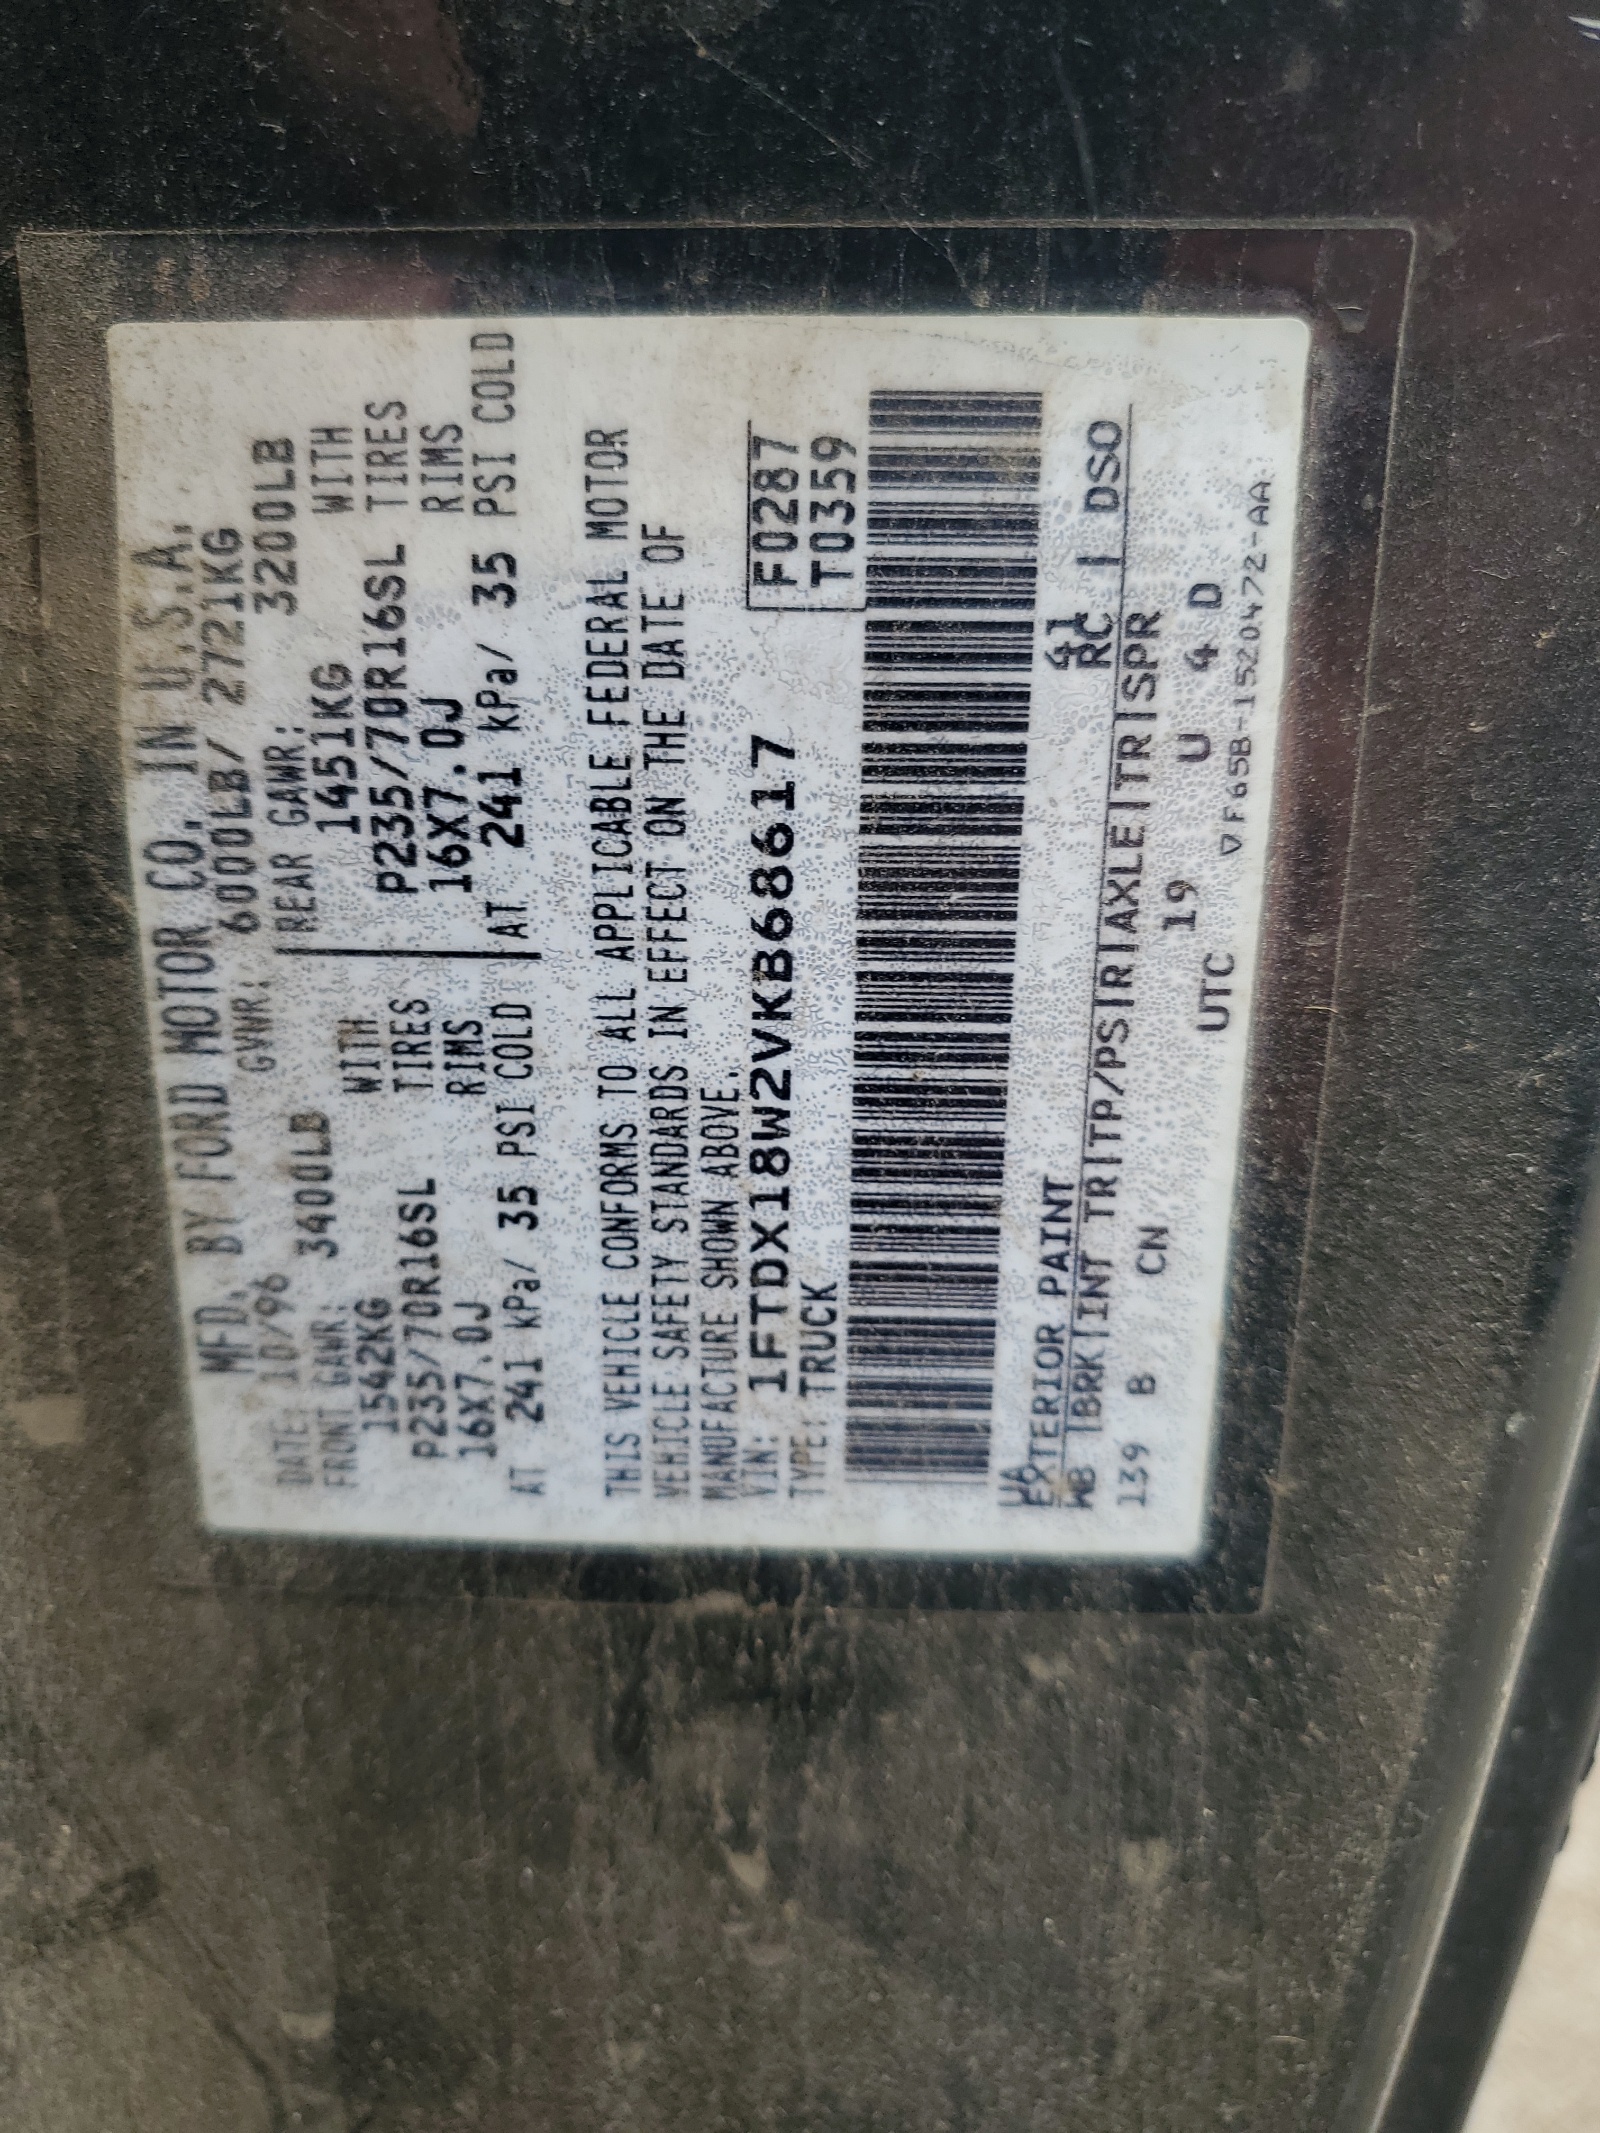 MFD. BY FORD MOTOR CO. IN U.S.A.
DATE: 10/96 GVWR: 6000LB/ 2721KG
FRONT GAWR: 3400LB REAR GAWR: 3200LB
1542KG WITH 1451KG WITH
P235/70R16SL TIRES P235/70R16SL TIRES
16X7.0J RIMS 16X7.0J RIMS
AT 241 kPa/ 35 PSI COLD AT 241 kPa/ 35 PSI COLD
THIS VEHICLE CONFORMS TO ALL APPLICABLE FEDERAL MOTOR
VEHICLE SAFETY STANDARDS IN EFFECT ON THE DATE OF
MANUFACTURE SHOWN ABOVE.
VIN: 1FTDX18W2VKB68617 F0287
TYPE: TRUCK T0359
UA 41
EXTERIOR PAINT RC DSO
WB BRK INT TR TP/PS R AXLE TR SPR
139 B CN 19 U 4 D
UTC ▽F65B-1520472-AA